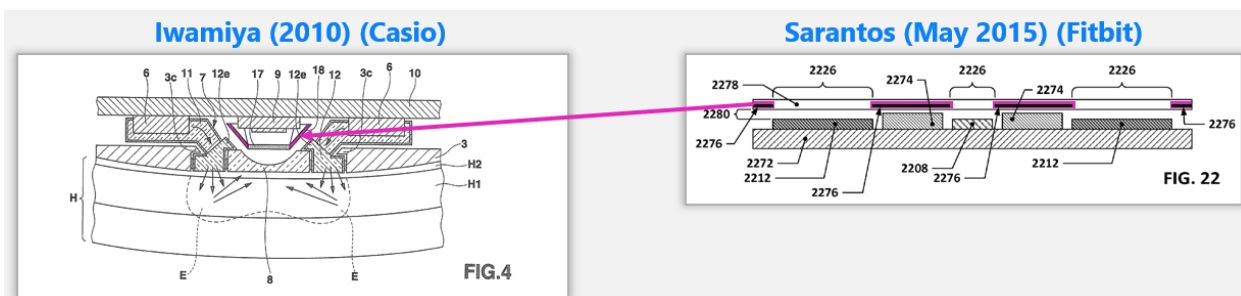 Iwamiya (2010) (Casio)
Sarantos (May 2015) (Fitbit)
6 3c 11 7 12e 17 9 12e 18 12 3c 6 10
3
H2
H1
H
E 8 E
FIG.4
2226 2274 2226 2274 2226
2278
2280
2276
2276 2272 2208 2212
2212 2276 2276
FIG. 22